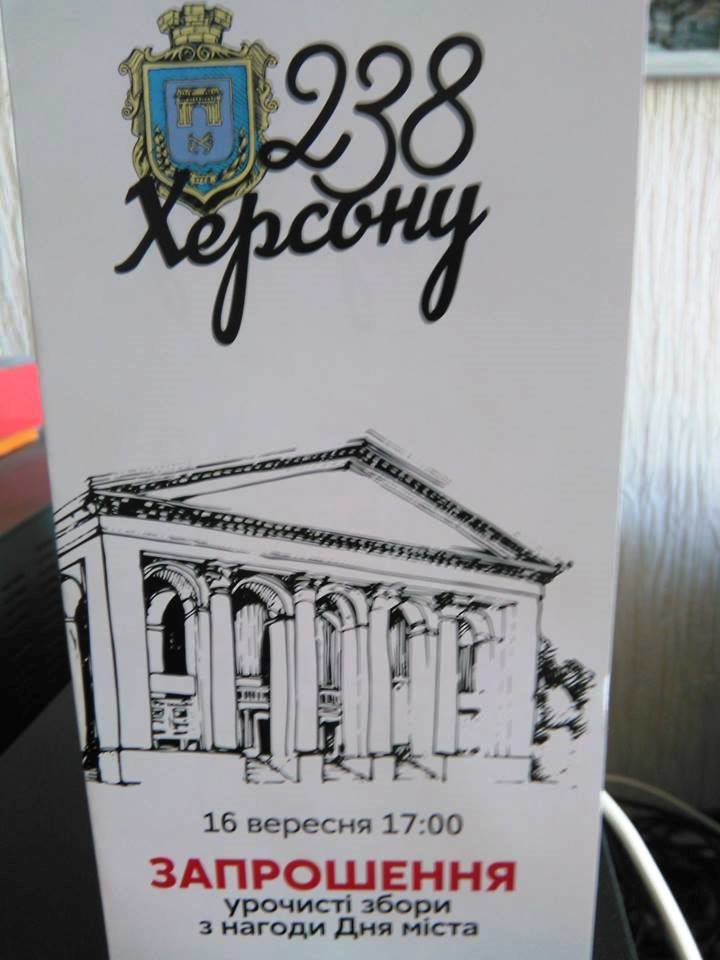 238
Херсону
16 вересня 17:00
ЗАПРОШЕННЯ
урочисті збори
з нагоди Дня міста